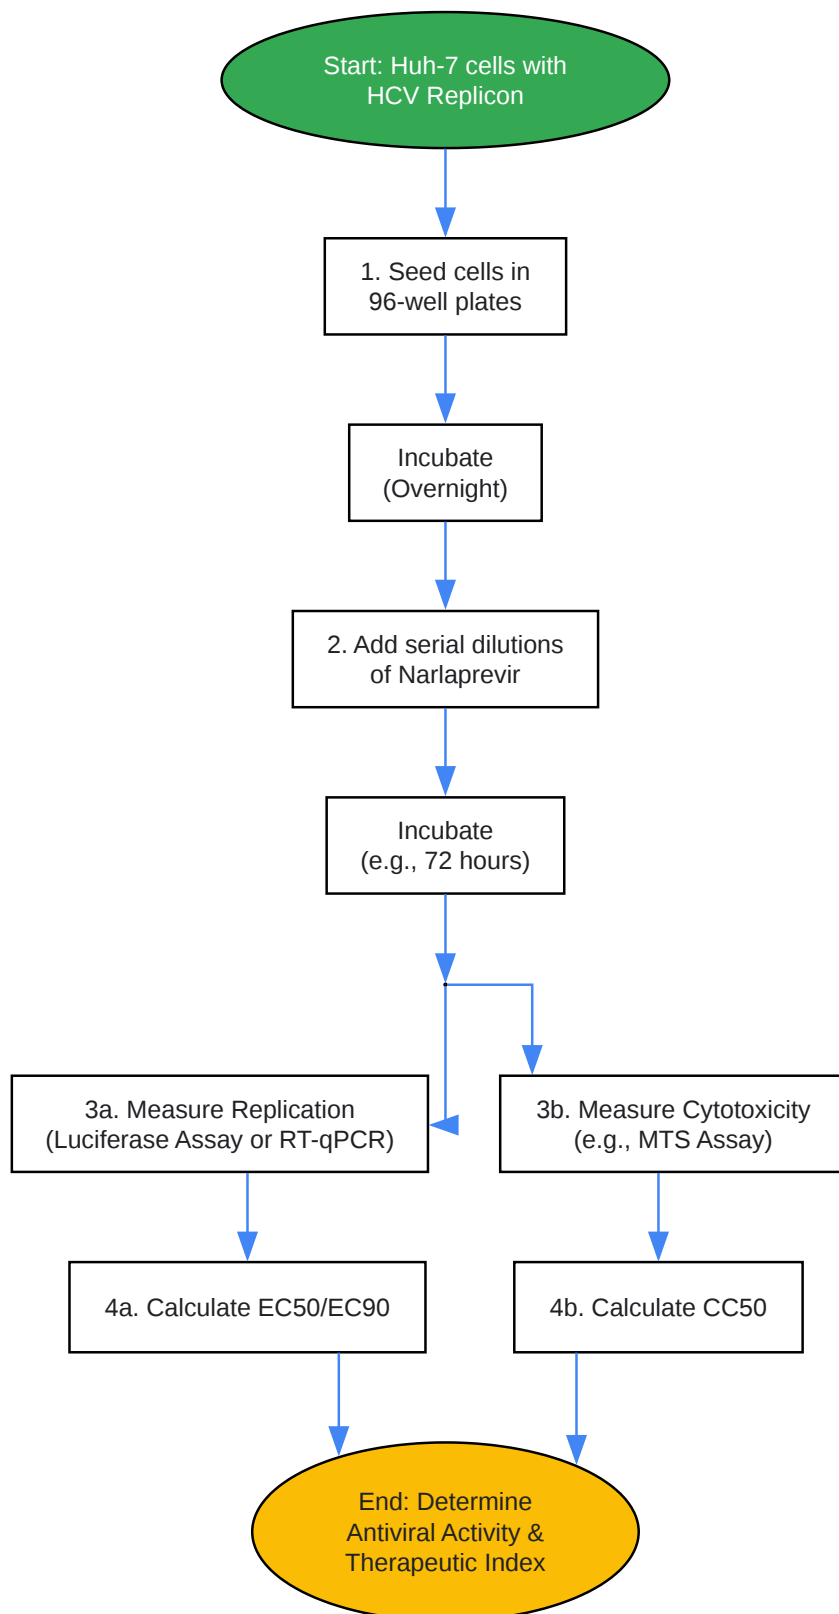 Start: Huh-7 cells with
HCV Replicon
1. Seed cells in
96-well plates
Incubate
(Overnight)
2. Add serial dilutions
of Narlaprevir
Incubate
(e.g., 72 hours)
3a. Measure Replication
(Luciferase Assay or RT-qPCR)
3b. Measure Cytotoxicity
(e.g., MTS Assay)
4a. Calculate EC50/EC90
4b. Calculate CC50
End: Determine
Antiviral Activity &
Therapeutic Index